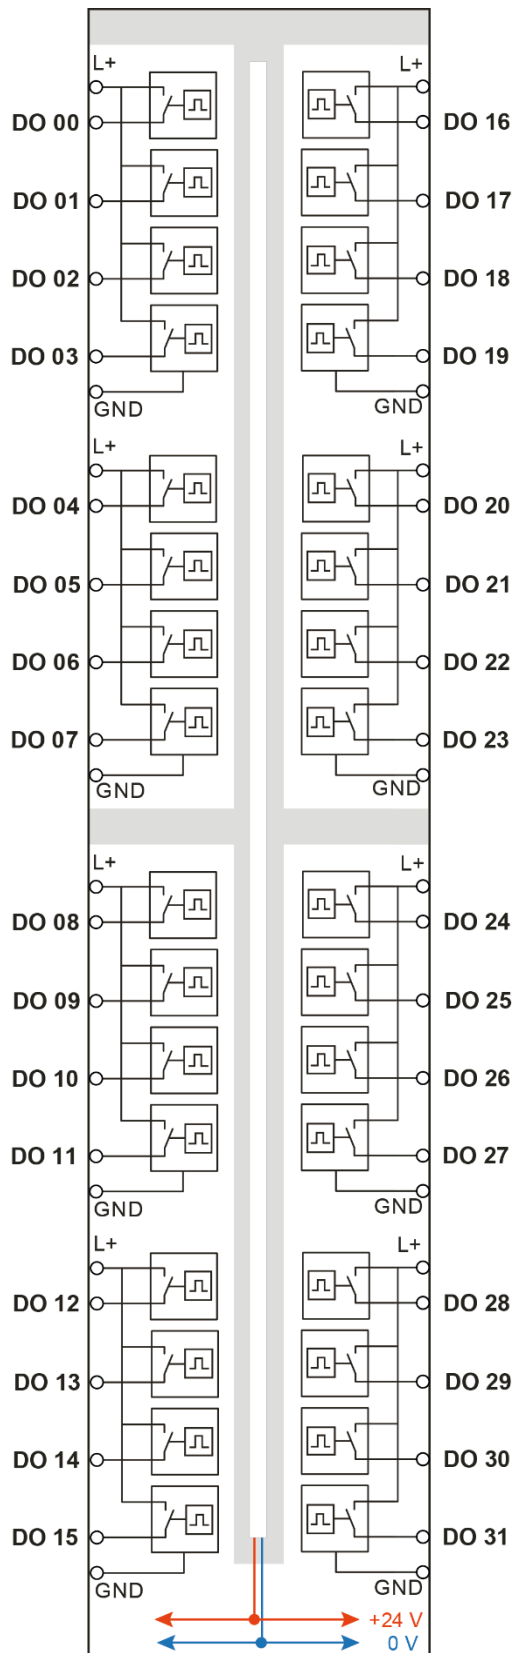 L+ L+
DO 00 DO 16
DO 01 DO 17
DO 02 DO 18
DO 03 DO 19
GND GND
L+ L+
DO 04 DO 20
DO 05 DO 21
DO 06 DO 22
DO 07 DO 23
GND GND
L+ L+
DO 08 DO 24
DO 09 DO 25
DO 10 DO 26
DO 11 DO 27
GND GND
L+ L+
DO 12 DO 28
DO 13 DO 29
DO 14 DO 30
DO 15 DO 31
GND GND
+24 V
0 V